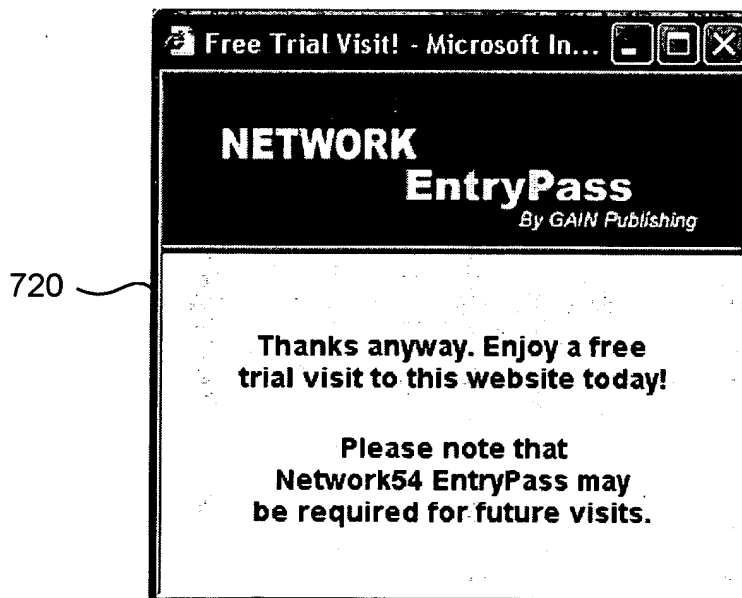 Free Trial Visit! - Microsoft In...
NETWORK
EntryPass
By GAIN Publishing
720
Thanks anyway. Enjoy a free
trial visit to this website today!
Please note that
Network54 EntryPass may
be required for future visits.